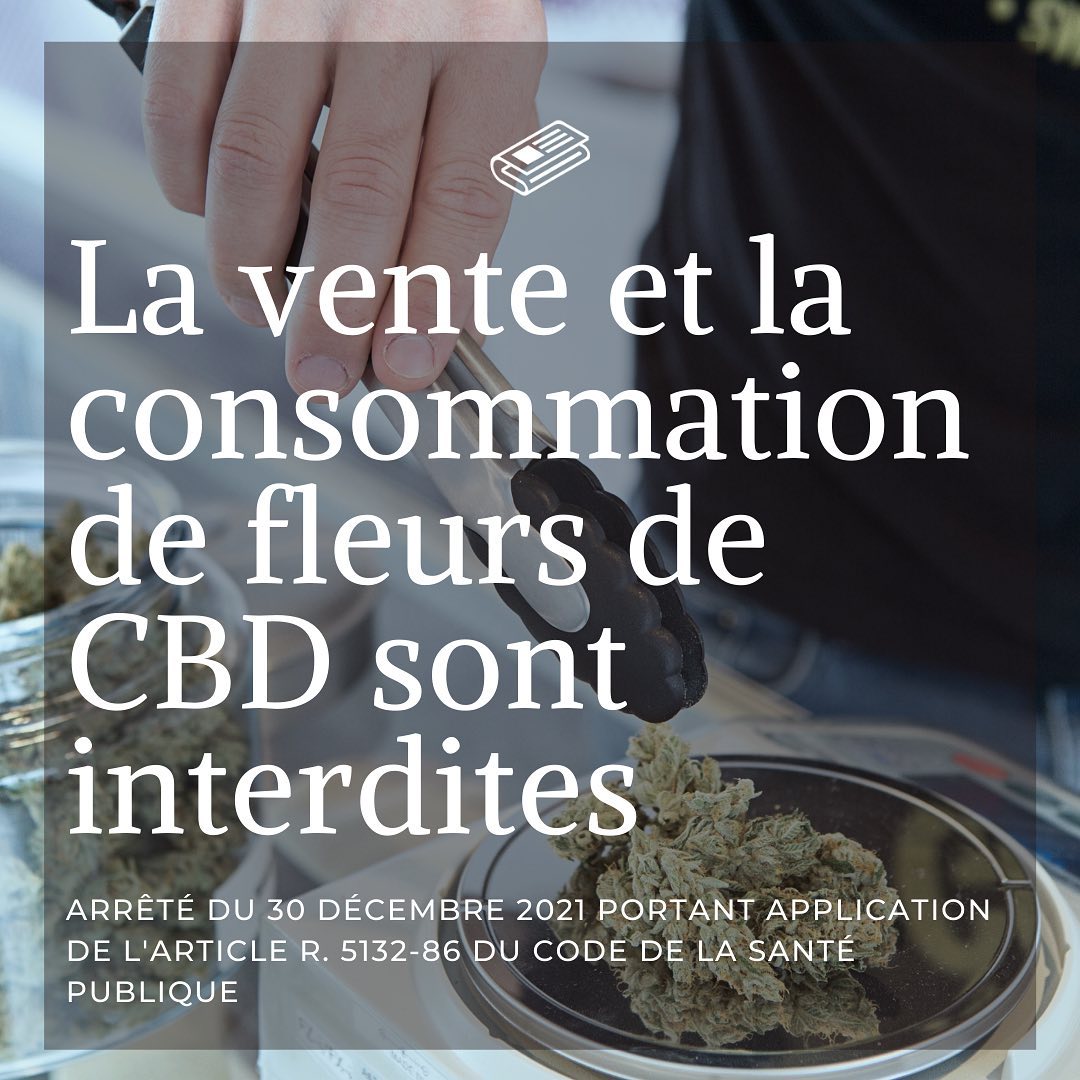 La vente et la
consommation
de fleurs de
CBD sont
interdites
ARRÊTÉ DU 30 DÉCEMBRE 2021 PORTANT APPLICATION
DE L'ARTICLE R. 5132-86 DU CODE DE LA SANTÉ
PUBLIQUE